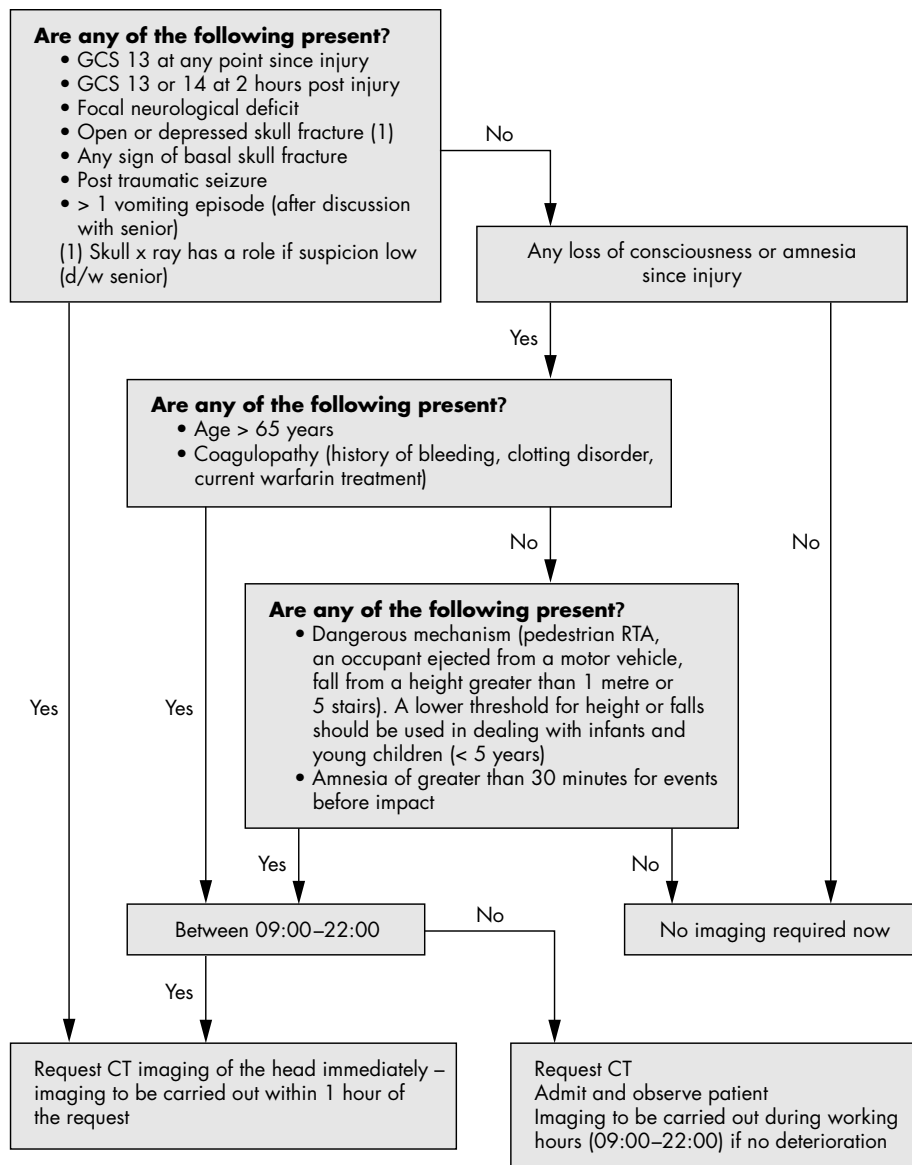 Are any of the following present?
• GCS 13 at any point since injury
• GCS 13 or 14 at 2 hours post injury
• Focal neurological deficit
• Open or depressed skull fracture (1)
• Any sign of basal skull fracture
• Post traumatic seizure
• > 1 vomiting episode (after discussion
with senior)
(1) Skull x ray has a role if suspicion low
(d/w senior)
No
Any loss of consciousness or amnesia
since injury
Yes
Are any of the following present?
• Age > 65 years
• Coagulopathy (history of bleeding, clotting disorder,
current warfarin treatment)
No
No
Are any of the following present?
• Dangerous mechanism (pedestrian RTA,
an occupant ejected from a motor vehicle,
fall from a height greater than 1 metre or
5 stairs). A lower threshold for height or falls
should be used in dealing with infants and
young children (< 5 years)
• Amnesia of greater than 30 minutes for events
before impact
Yes
Yes
Yes
No
Between 09:00–22:00
No
No imaging required now
Yes
Request CT imaging of the head immediately –
imaging to be carried out within 1 hour of
the request
Request CT
Admit and observe patient
Imaging to be carried out during working
hours (09:00–22:00) if no deterioration